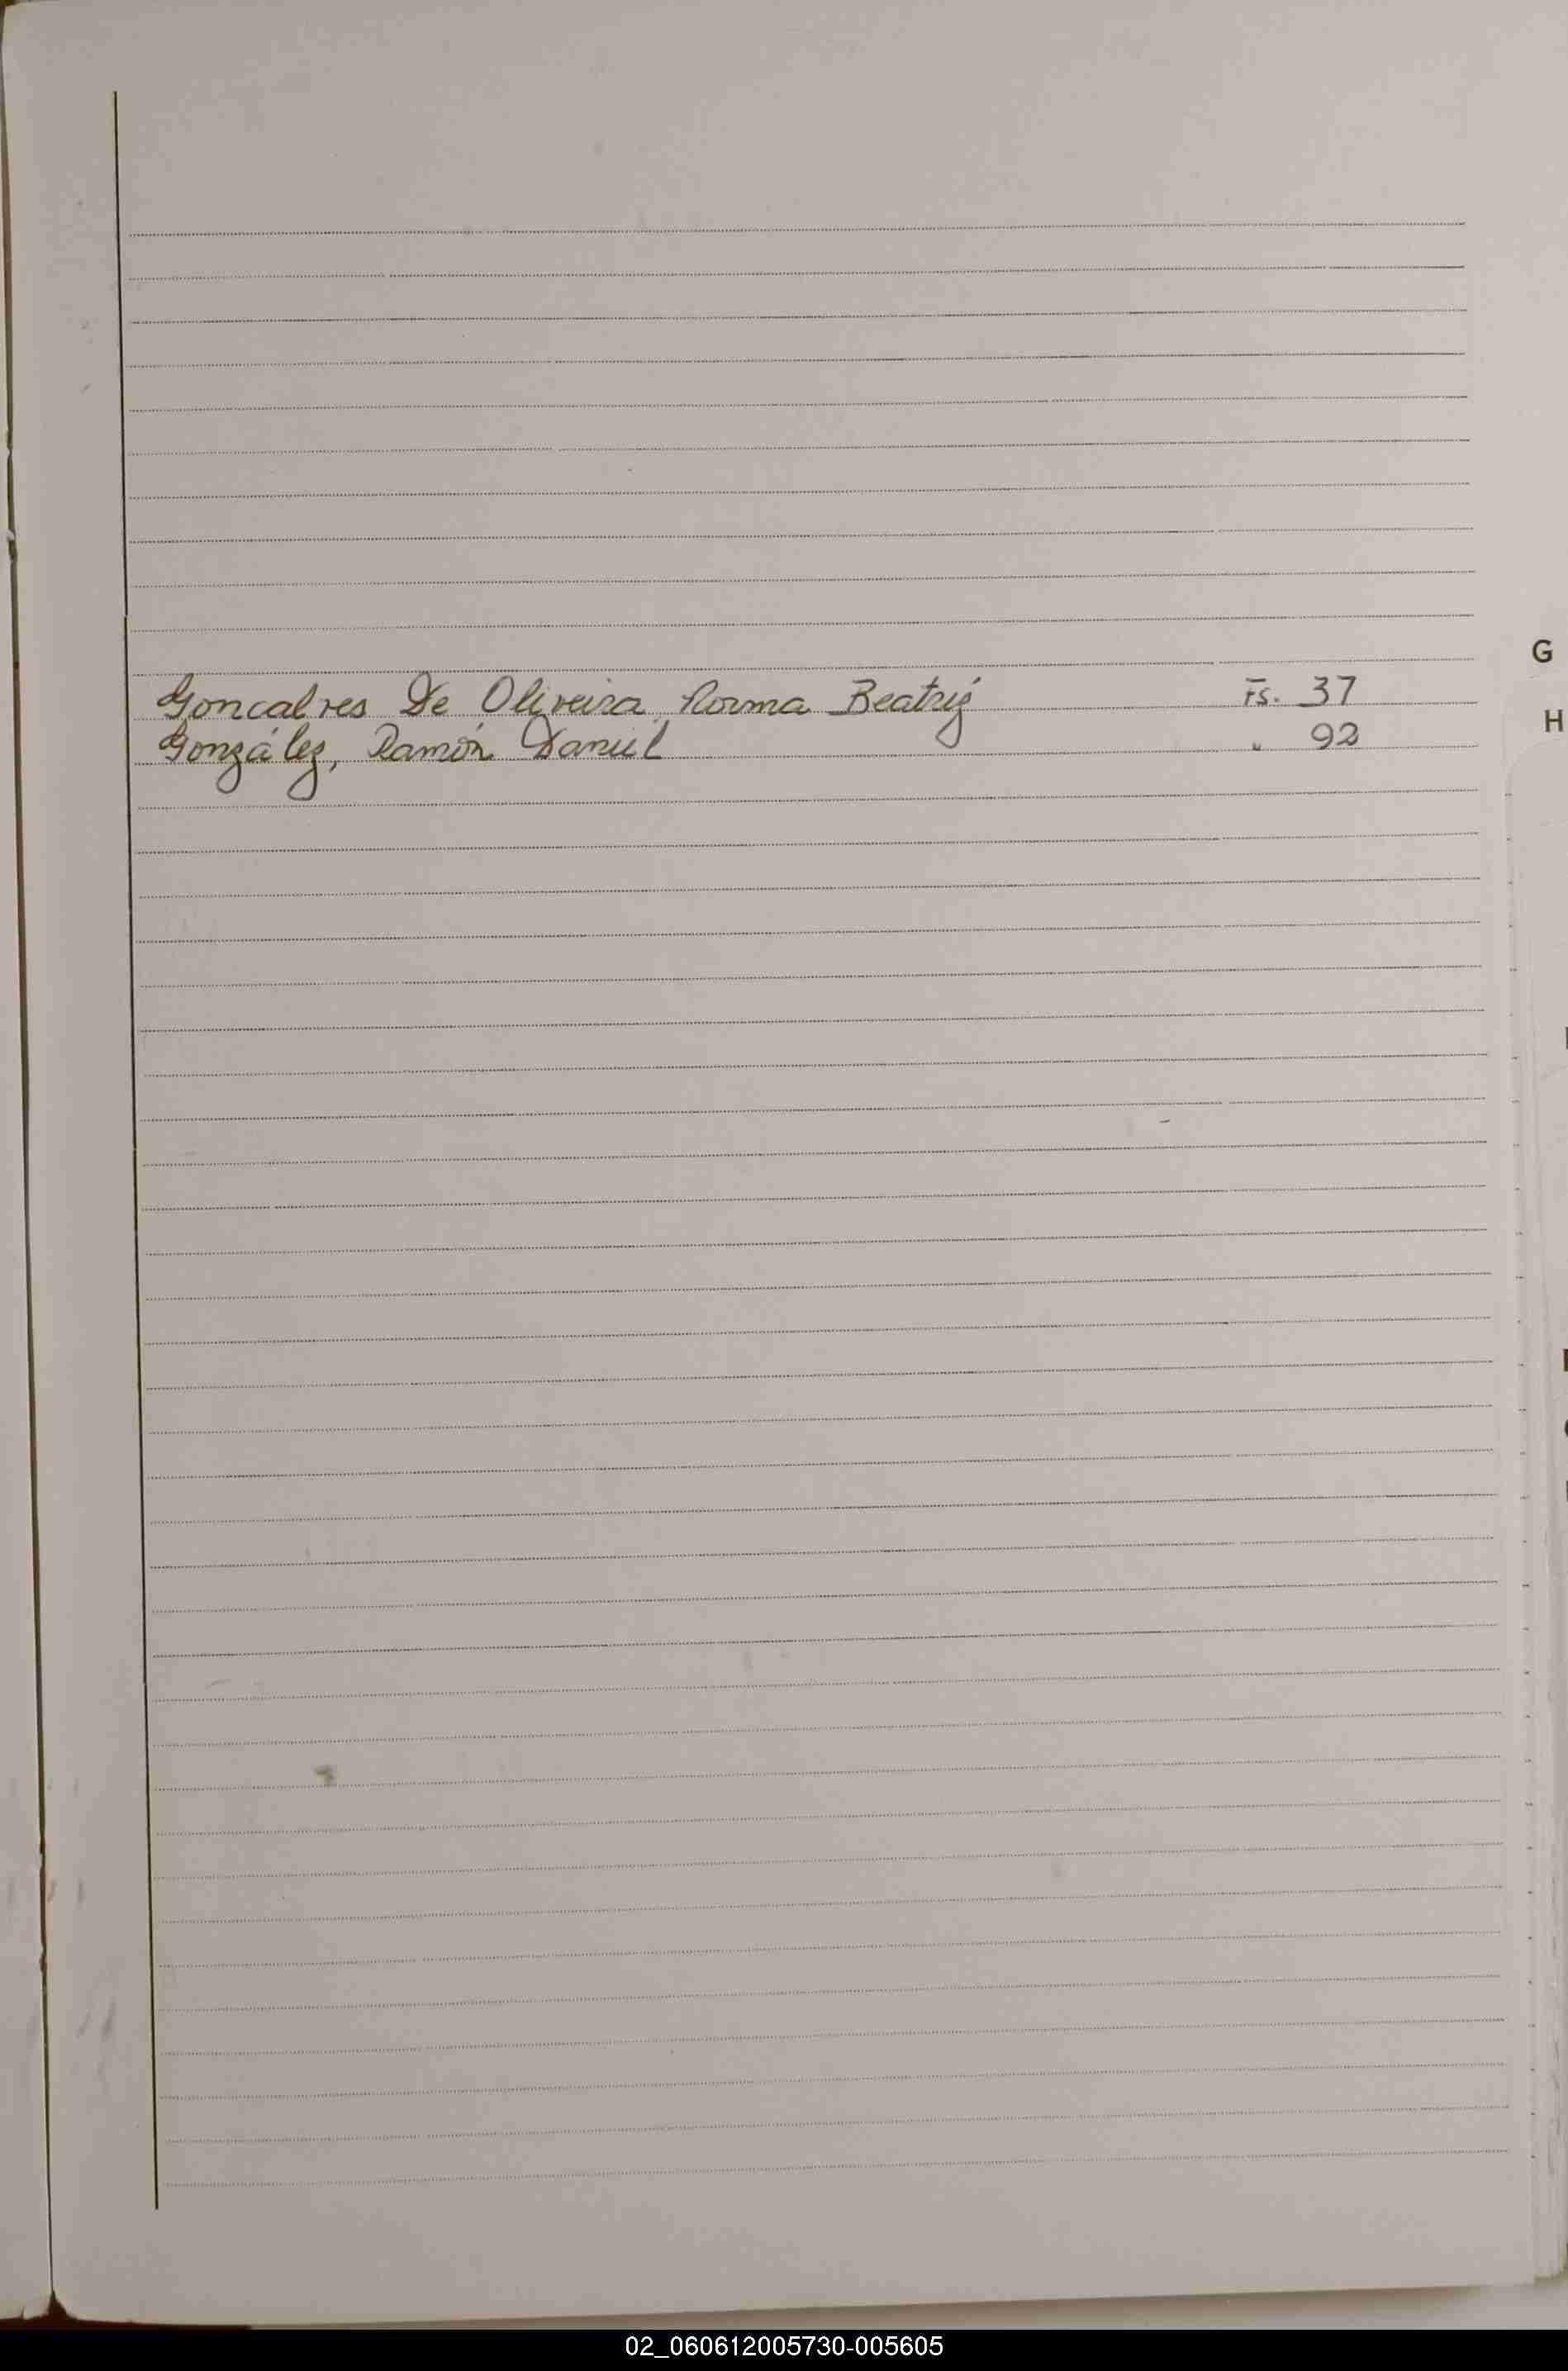 Goncalves De Oliveira, Norma Beatriz Fs. 37
González, Ramón Daniel " 92
G
H
02_060612005730-005605